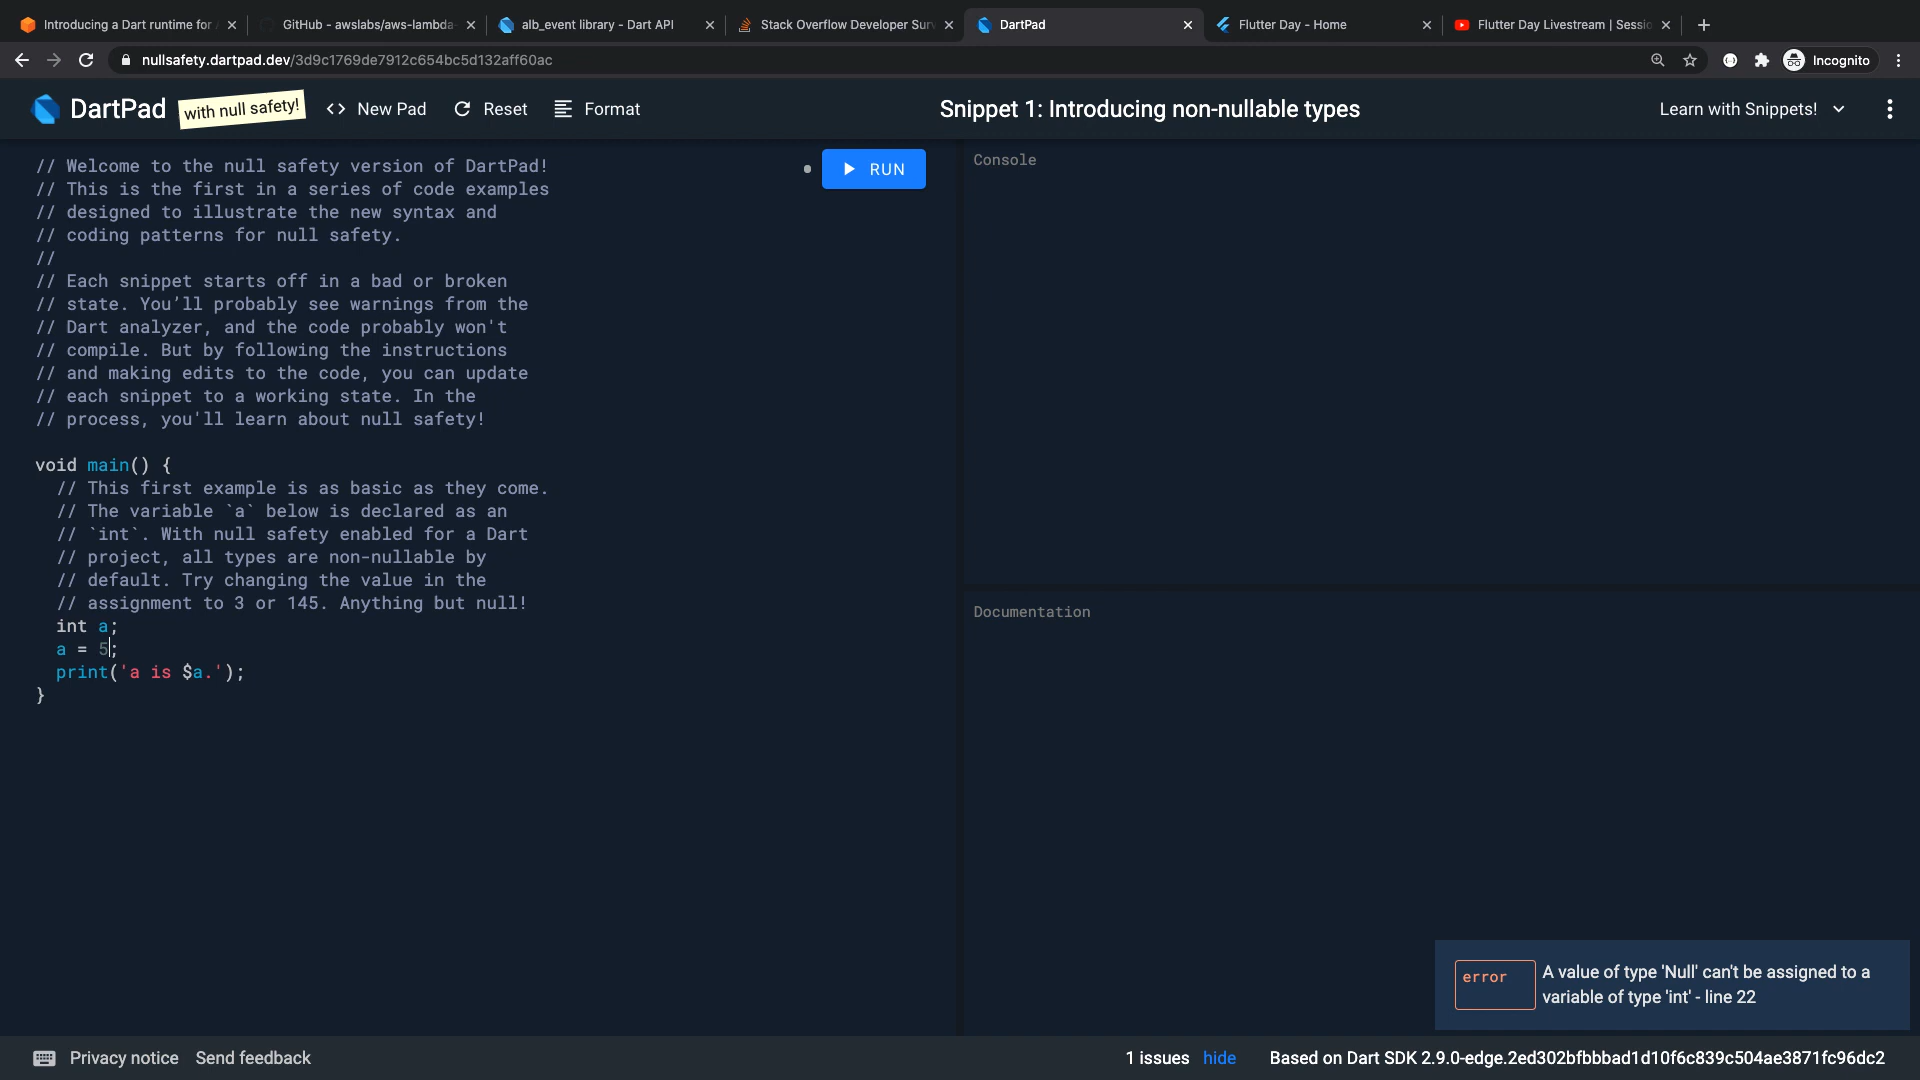 Introducing a Dart runtime for
GitHub - awslabs/aws-lambda-
alb_event library - Dart API
Stack Overflow Developer Surv
DartPad
Flutter Day - Home
Flutter Day Livestream | Sessic
nullsafety.dartpad.dev/3d9c1769de7912c654bc5d132aff60ac
Incognito
DartPad
with null safety!
<> New Pad
Reset
Format
Snippet 1: Introducing non-nullable types
Learn with Snippets!
// Welcome to the null safety version of DartPad!
// This is the first in a series of code examples
// designed to illustrate the new syntax and
// coding patterns for null safety.
//
// Each snippet starts off in a bad or broken
// state. You’ll probably see warnings from the
// Dart analyzer, and the code probably won't
// compile. But by following the instructions
// and making edits to the code, you can update
// each snippet to a working state. In the
// process, you'll learn about null safety!
void main() {
// This first example is as basic as they come.
// The variable `a` below is declared as an
// `int`. With null safety enabled for a Dart
// project, all types are non-nullable by
// default. Try changing the value in the
// assignment to 3 or 145. Anything but null!
int a;
a = 5;
print('a is $a.');
}
RUN
Console
Documentation
error
A value of type 'Null' can't be assigned to a
variable of type 'int' - line 22
Privacy notice
Send feedback
1 issues hide
Based on Dart SDK 2.9.0-edge.2ed302bfbbbad1d10f6c839c504ae3871fc96dc2